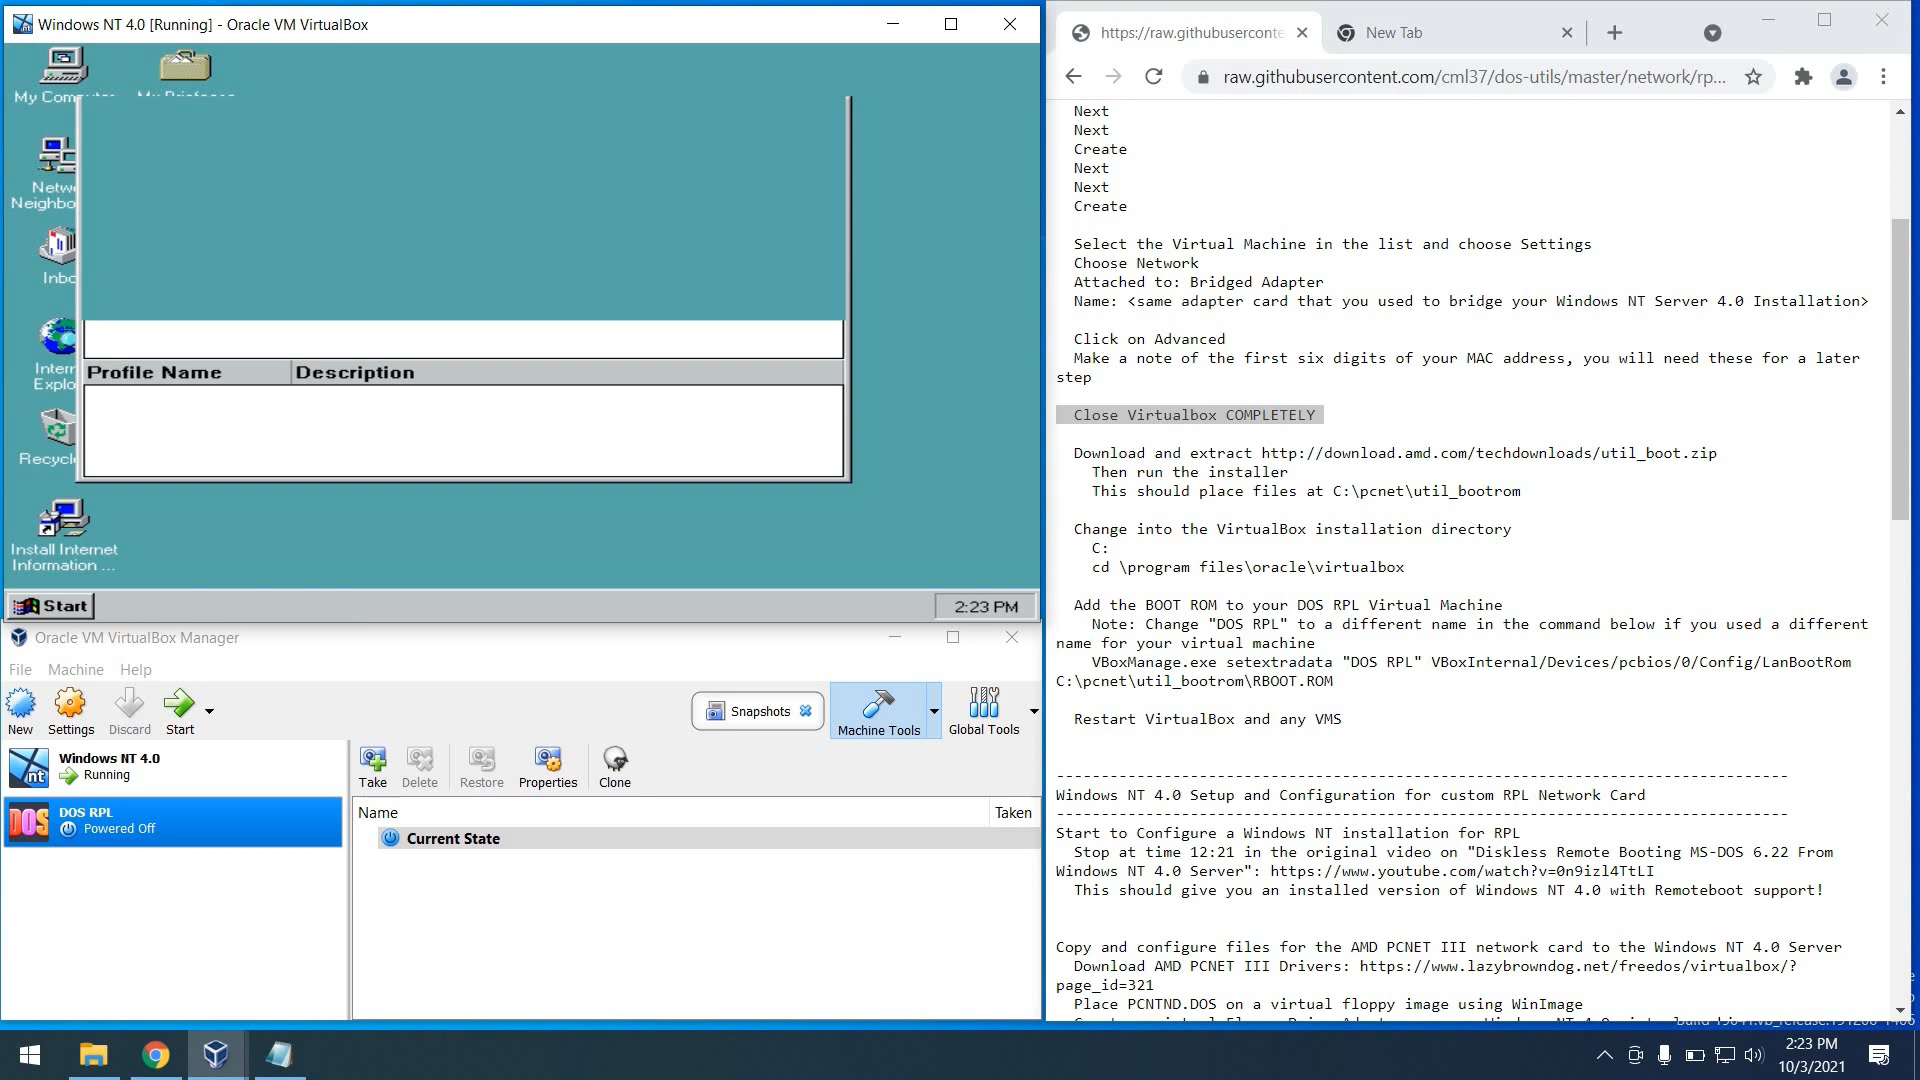 Windows NT 4.0 [Running] - Oracle VM VirtualBox
My Computer
My Briefcase
Netw
Neighbo
Inbo
Intern
Explo
Recycl
Install Internet
Information ...
Profile Name
Description
Start
2:23 PM
Oracle VM VirtualBox Manager
File
Machine
Help
New
Settings
Discard
Start
Snapshots
Machine Tools
Global Tools
Windows NT 4.0
Running
DOS RPL
Powered Off
Take
Delete
Restore
Properties
Clone
Name
Taken
Current State
https://raw.githubuserconte
New Tab
raw.githubusercontent.com/cml37/dos-utils/master/network/rp...
Next
Next
Create
Next
Next
Create
Select the Virtual Machine in the list and choose Settings
Choose Network
Attached to: Bridged Adapter
Name: <same adapter card that you used to bridge your Windows NT Server 4.0 Installation>
Click on Advanced
Make a note of the first six digits of your MAC address, you will need these for a later
step
Close Virtualbox COMPLETELY
Download and extract http://download.amd.com/techdownloads/util_boot.zip
Then run the installer
This should place files at C:\pcnet\util_bootrom
Change into the VirtualBox installation directory
C:
cd \program files\oracle\virtualbox
Add the BOOT ROM to your DOS RPL Virtual Machine
Note: Change "DOS RPL" to a different name in the command below if you used a different
name for your virtual machine
VBoxManage.exe setextradata "DOS RPL" VBoxInternal/Devices/pcbios/0/Config/LanBootRom
C:\pcnet\util_bootrom\RBOOT.ROM
Restart VirtualBox and any VMS
----------------------------------------------------------------------------------
Windows NT 4.0 Setup and Configuration for custom RPL Network Card
----------------------------------------------------------------------------------
Start to Configure a Windows NT installation for RPL
Stop at time 12:21 in the original video on "Diskless Remote Booting MS-DOS 6.22 From
Windows NT 4.0 Server": https://www.youtube.com/watch?v=0n9izl4TtLI
This should give you an installed version of Windows NT 4.0 with Remoteboot support!
Copy and configure files for the AMD PCNET III network card to the Windows NT 4.0 Server
Download AMD PCNET III Drivers: https://www.lazybrowndog.net/freedos/virtualbox/?
page_id=321
Place PCNTND.DOS on a virtual floppy image using WinImage
2:23 PM
10/3/2021